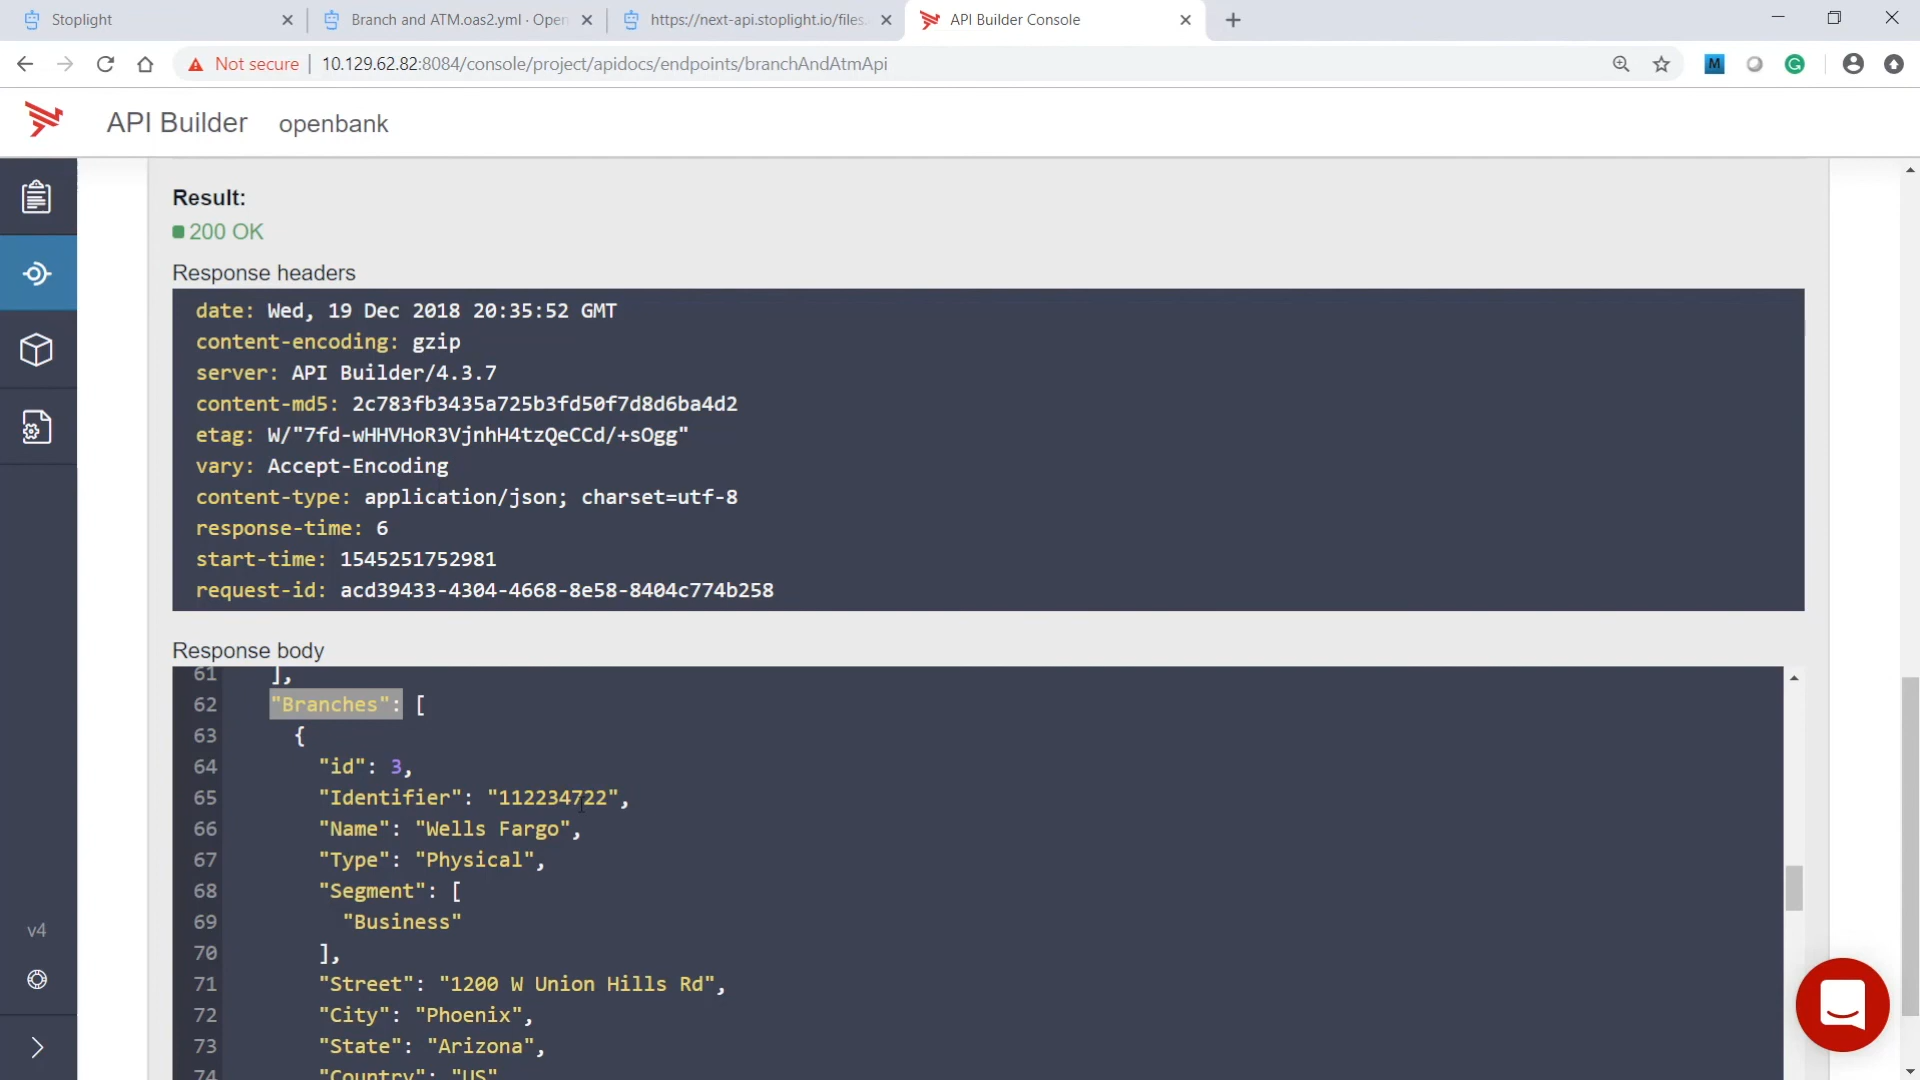 Stoplight
Branch and ATM.oas2.yml · Open
https://next-api.stoplight.io/files.
API Builder Console
Not secure
10.129.62.82:8084/console/project/apidocs/endpoints/branchAndAtmApi
M
G
API Builder openbank
Result:
200 OK
Response headers
date: Wed, 19 Dec 2018 20:35:52 GMT
content-encoding: gzip
server: API Builder/4.3.7
content-md5: 2c783fb3435a725b3fd50f7d8d6ba4d2
etag: W/"7fd-wHHVHoR3VjnhH4tzQeCCd/+sOgg"
vary: Accept-Encoding
content-type: application/json; charset=utf-8
response-time: 6
start-time: 1545251752981
request-id: acd39433-4304-4668-8e58-8404c774b258
Response body
61 ],
62 "Branches": [
63 {
64 "id": 3,
65 "Identifier": "112234722",
66 "Name": "Wells Fargo",
67 "Type": "Physical",
68 "Segment": [
69 "Business"
70 ],
71 "Street": "1200 W Union Hills Rd",
72 "City": "Phoenix",
73 "State": "Arizona",
74 "Country": "US"
v4